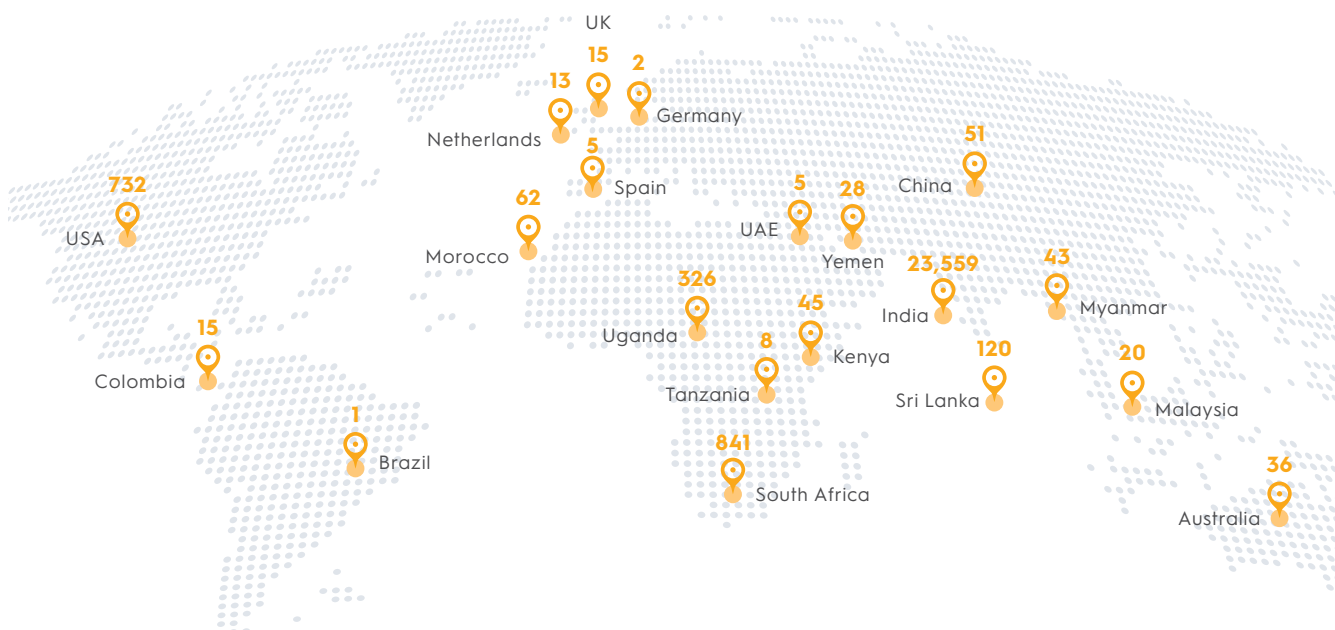 UK
15
2
13
Germany
Netherlands
51
5
China
Spain
732
USA
62
Morocco
5
UAE
28
Yemen
23,559
India
43
Myanmar
326
Uganda
45
Kenya
15
Colombia
8
Tanzania
120
Sri Lanka
20
Malaysia
1
Brazil
841
South Africa
36
Australia